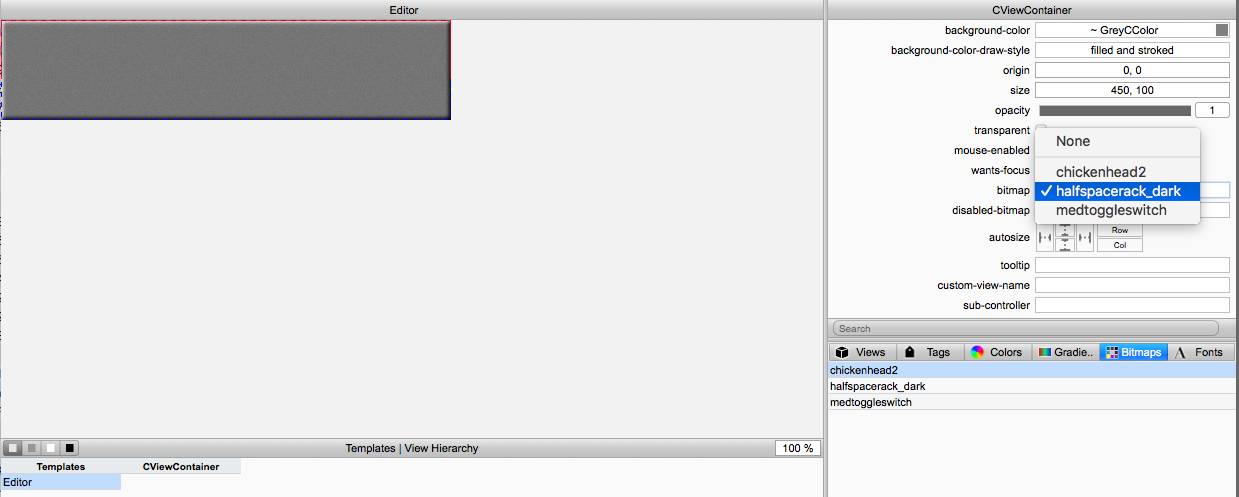 Editor
CViewContainer
background-color ~ GreyCColor
background-color-draw-style filled and stroked
origin 0, 0
size 450, 100
opacity 1
transparent
None
mouse-enabled
wants-focus chickenhead2
bitmap ✓ halfspacerack_dark
disabled-bitmap medtoggleswitch
autosize Row
Col
tooltip
custom-view-name
sub-controller
Search
Views Tags Colors Gradie.. Bitmaps Fonts
chickenhead2
halfspacerack_dark
medtoggleswitch
Templates | View Hierarchy 100 %
Templates CViewContainer
Editor